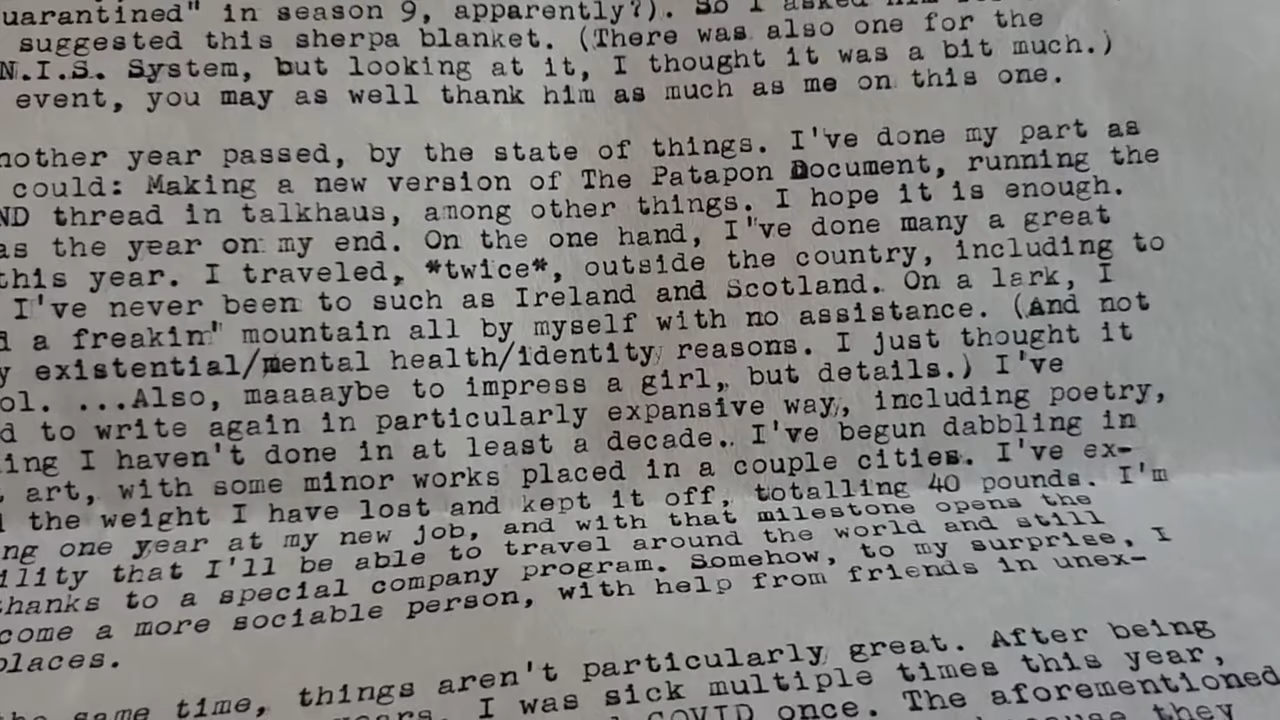 uarantined" in season 9, apparently?). So I asked him
suggested this sherpa blanket. (There was also one for the
N.I.S. System, but looking at it, I thought it was a bit much.)
event, you may as well thank him as much as me on this one.
nother year passed, by the state of things. I've done my part as
could: Making a new version of The Patapon Document, running the
ND thread in talkhaus, among other things. I hope it is enough.
as the year on my end. On the one hand, I"ve done many a great
this year. I traveled, *twice*, outside the country, including to
I've never been to such as Ireland and Scotland. On a lark, I
d a freakin" mountain all by myself with no assistance. (And not
y existential/mental health/identity reasons. I just thought it
ol. ...Also, maaaaybe to impress a girl, but details.) I've
d to write again in particularly expansive way, including poetry,
ing I haven't done in at least a decade.. I've begun dabbling in
, art, with some minor works placed in a couple cities. I've ex-
d the weight I have lost and kept it off, totalling 40 pounds. I'm
ng one year at my new job, and with that milestone opens the
ility that I'll be able to travel around the world and still
thanks to a special company program. Somehow, to my surprise, I
come a more sociable person, with help from friends in unex-
places.
the same time, things aren't particularly great. After being
years, I was sick multiple times this year,
COVID once. The aforementioned
they